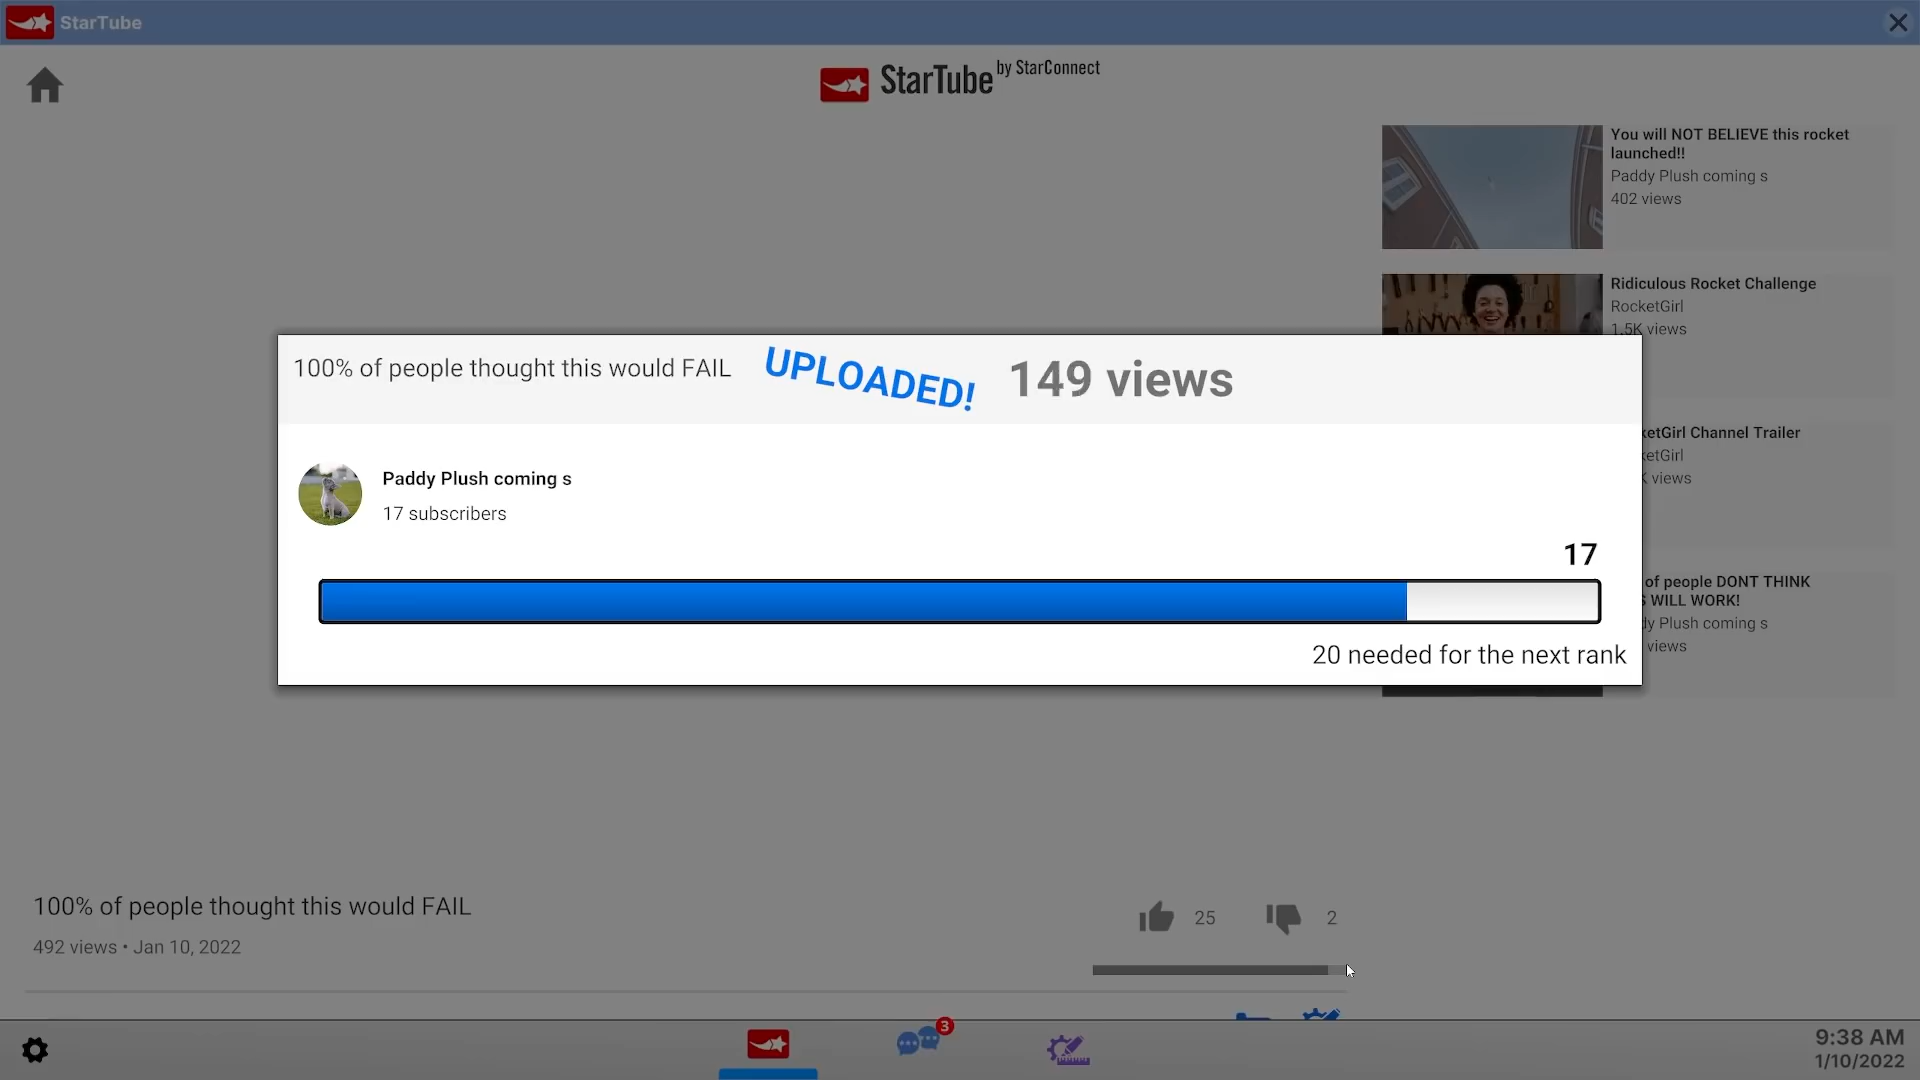 StarTube
StarTube by StarConnect
You will NOT BELIEVE this rocket
launched!!
Paddy Plush coming s
402 views
Ridiculous Rocket Challenge
RocketGirl
1.5K views
100% of people thought this would FAIL
UPLOADED!
149 views
Channel Trailer
views
Paddy Plush coming s
17 subscribers
17
20 needed for the next rank
of people DONT THINK
WILL WORK!
Plush coming s
views
100% of people thought this would FAIL
492 views • Jan 10, 2022
25
2
3
9:38 AM
1/10/2022